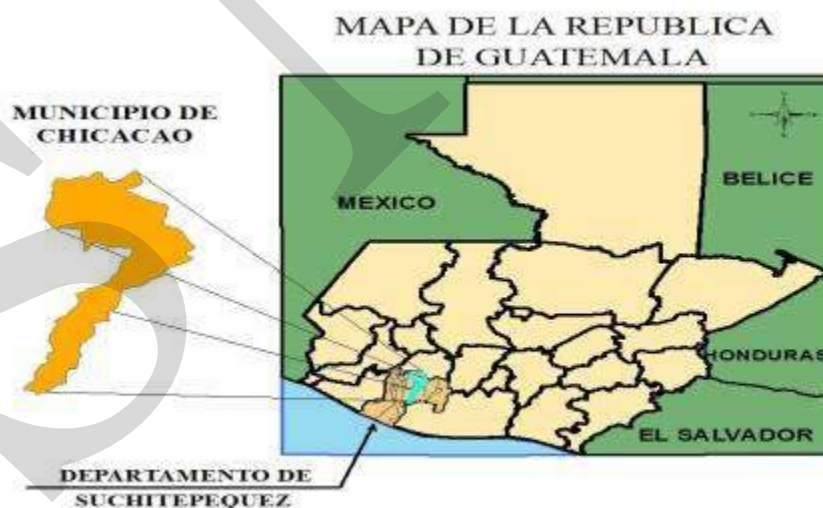 MAPA DE LA REPUBLICA
DE GUATEMALA
MUNICIPIO DE
CHICACAO
MEXICO
BELICE
HONDURAS
EL SALVADOR
DEPARTAMENTO DE
SUCHITEPEQUEZ